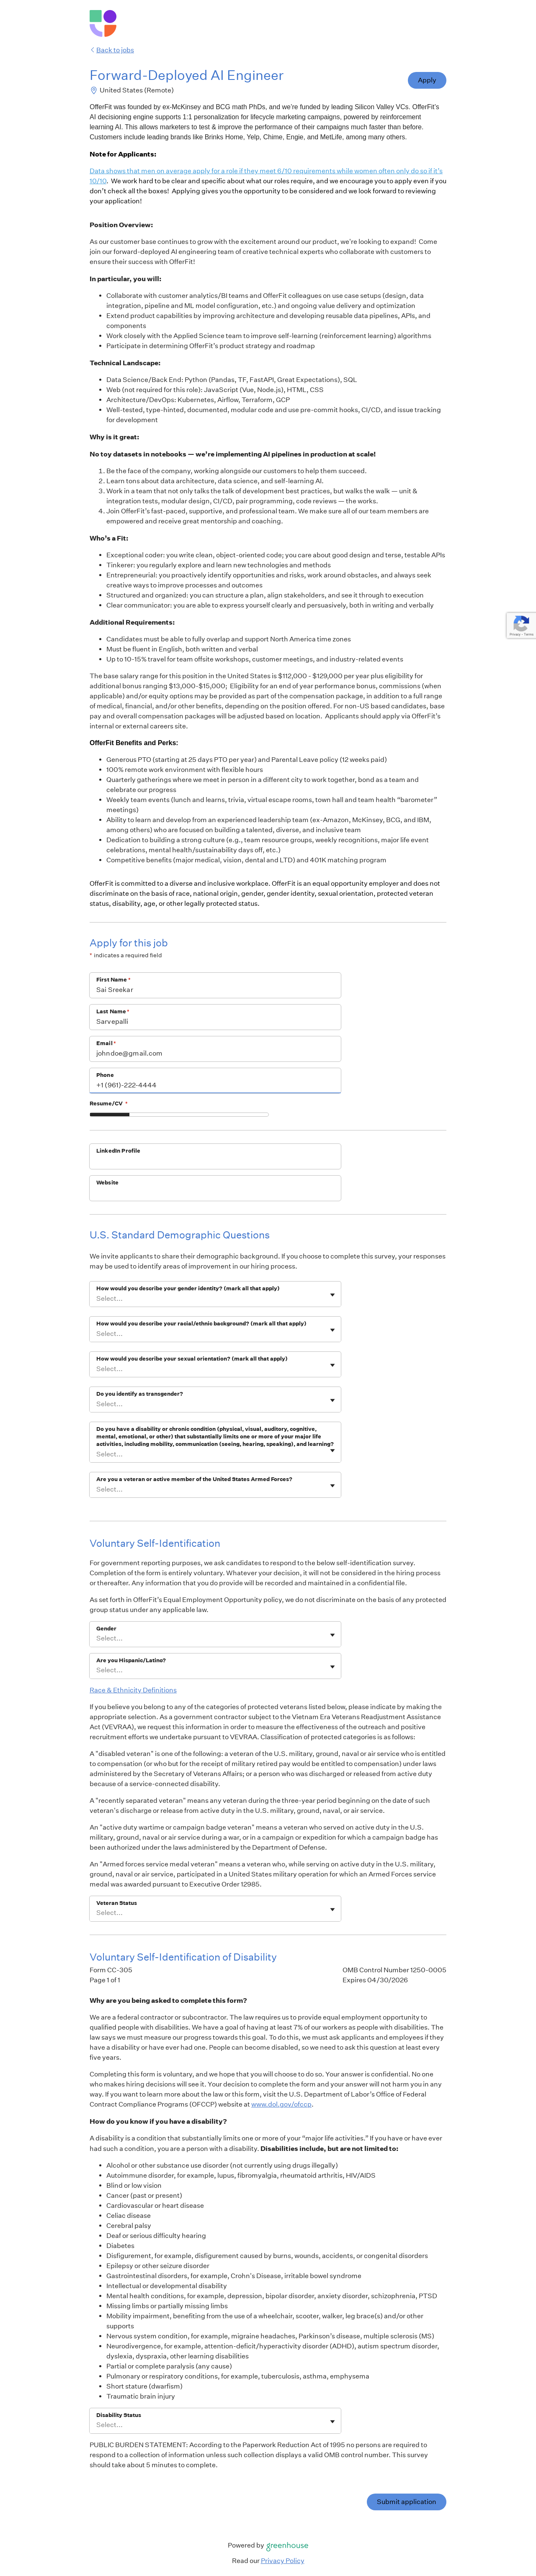 Back to jobs
Forward-Deployed AI Engineer
Apply
United States (Remote)
OfferFit was founded by ex-McKinsey and BCG math PhDs, and we're funded by leading Silicon Valley VCs. OfferFit's
AI decisioning engine supports 1:1 personalization for lifecycle marketing campaigns, powered by reinforcement
learning AI. This allows marketers to test & improve the performance of their campaigns much faster than before.
Customers include leading brands like Brinks Home, Yelp, Chime, Engie, and MetLife, among many others.
Note for Applicants:
Data shows that men on average apply for a role if they meet 6/10 requirements while women often only do so if it's
10/10. We work hard to be clear and specific about what our roles require, and we encourage you to apply even if you
don't check all the boxes! Applying gives you the opportunity to be considered and we look forward to reviewing
your application!
Position Overview:
As our customer base continues to grow with the excitement around our product, we're looking to expand! Come
join our forward-deployed AI engineering team of creative technical experts who collaborate with customers to
ensure their success with OfferFit!
In particular, you will:
• Collaborate with customer analytics/BI teams and OfferFit colleagues on use case setups (design, data
integration, pipeline and ML model configuration, etc.) and ongoing value delivery and optimization
• Extend product capabilities by improving architecture and developing reusable data pipelines, APIs, and
components
• Work closely with the Applied Science team to improve self-learning (reinforcement learning) algorithms
• Participate in determining OfferFit's product strategy and roadmap
Technical Landscape:
• Data Science/Back End: Python (Pandas, TF, FastAPI, Great Expectations), SQL
• Web (not required for this role): JavaScript (Vue, Node.js), HTML, CSS
• Architecture/DevOps: Kubernetes, Airflow, Terraform, GCP
• Well-tested, type-hinted, documented, modular code and use pre-commit hooks, CI/CD, and issue tracking
for development
Why it is great:
No toy datasets in notebooks — we're implementing AI pipelines in production at scale!
1. Be the face of the company, working alongside our customers to help them succeed.
2. Learn tons about data architecture, data science, and self-learning AI.
3. Work in a team that not only talks the talk of development best practices, but walks the walk — unit &
integration tests, modular design, CI/CD, pair programming, code reviews — the works.
4. Join OfferFit's fast-paced, supportive, and professional team. We make sure all of our team members are
empowered and receive great mentorship and coaching.
Who's a Fit:
• Exceptional coder: you write clean, object-oriented code; you care about good design and terse, testable APIs
• Tinkerer: you regularly explore and learn new technologies and methods
• Entrepreneurial: you proactively identify opportunities and risks, work around obstacles, and always seek
creative ways to improve processes and outcomes
• Structured and organized: you can structure a plan, align stakeholders, and see it through to execution
• Clear communicator: you are able to express yourself clearly and persuasively, both in writing and verbally
Additional Requirements:
• Candidates must be able to fully overlap and support North America time zones
• Must be fluent in English, both written and verbal
• Up to 10-15% travel for team offsite workshops, customer meetings, and industry-related events
The base salary range for this position in the United States is $112,000 - $129,000 per year plus eligibility for
additional bonus ranging $13,000-$15,000; Eligibility for an end of year performance bonus, commissions (when
applicable) and/or equity options may be provided as part of the compensation package, in addition to a full range
of medical, financial, and/or other benefits, depending on the position offered. For non-US based candidates, base
pay and overall compensation packages will be adjusted based on location. Applicants should apply via OfferFit's
internal or external careers site.
OfferFit Benefits and Perks:
• Generous PTO (starting at 25 days PTO per year) and Parental Leave policy (12 weeks paid)
• 100% remote work environment with flexible hours
• Quarterly gatherings where we meet in person in a different city to work together, bond as a team and
celebrate our progress
• Weekly team events (lunch and learns, trivia, virtual escape rooms, town hall and team health "barometer"
meetings)
• Ability to learn and develop from an experienced leadership team (ex-Amazon, McKinsey, BCG, and IBM,
among others) who are focused on building a talented, diverse, and inclusive team
• Dedication to building a strong culture (e.g., team resource groups, weekly recognitions, major life event
celebrations, mental health/sustainability days off, etc.)
• Competitive benefits (major medical, vision, dental and LTD) and 401K matching program
OfferFit is committed to a diverse and inclusive workplace. OfferFit is an equal opportunity employer and does not
discriminate on the basis of race, national origin, gender, gender identity, sexual orientation, protected veteran
status, disability, age, or other legally protected status.
Apply for this job
* indicates a required field
First Name *
Sai Sreekar
Last Name *
Sarvepalli
Email *
johndoe@gmail.com
Phone
+1 (961)-222-4444
Resume/CV *
LinkedIn Profile
Website
U.S. Standard Demographic Questions
We invite applicants to share their demographic background. If you choose to complete this survey, your responses
may be used to identify areas of improvement in our hiring process.
How would you describe your gender identity? (mark all that apply)
Select...
How would you describe your racial/ethnic background? (mark all that apply)
Select...
How would you describe your sexual orientation? (mark all that apply)
Select...
Do you identify as transgender?
Select...
Do you have a disability or chronic condition (physical, visual, auditory, cognitive,
mental, emotional, or other) that substantially limits one or more of your major life
activities, including mobility, communication (seeing, hearing, speaking), and learning?
Select...
Are you a veteran or active member of the United States Armed Forces?
Select...
Voluntary Self-Identification
For government reporting purposes, we ask candidates to respond to the below self-identification survey.
Completion of the form is entirely voluntary. Whatever your decision, it will not be considered in the hiring process
or thereafter. Any information that you do provide will be recorded and maintained in a confidential file.
As set forth in OfferFit's Equal Employment Opportunity policy, we do not discriminate on the basis of any protected
group status under any applicable law.
Gender
Select...
Are you Hispanic/Latino?
Select...
Race & Ethnicity Definitions
If you believe you belong to any of the categories of protected veterans listed below, please indicate by making the
appropriate selection. As a government contractor subject to the Vietnam Era Veterans Readjustment Assistance
Act (VEVRAA), we request this information in order to measure the effectiveness of the outreach and positive
recruitment efforts we undertake pursuant to VEVRAA. Classification of protected categories is as follows:
A "disabled veteran" is one of the following: a veteran of the U.S. military, ground, naval or air service who is entitled
to compensation (or who but for the receipt of military retired pay would be entitled to compensation) under laws
administered by the Secretary of Veterans Affairs; or a person who was discharged or released from active duty
because of a service-connected disability.
A "recently separated veteran" means any veteran during the three-year period beginning on the date of such
veteran's discharge or release from active duty in the U.S. military, ground, naval, or air service.
An "active duty wartime or campaign badge veteran" means a veteran who served on active duty in the U.S.
military, ground, naval or air service during a war, or in a campaign or expedition for which a campaign badge has
been authorized under the laws administered by the Department of Defense.
An "Armed forces service medal veteran" means a veteran who, while serving on active duty in the U.S. military,
ground, naval or air service, participated in a United States military operation for which an Armed Forces service
medal was awarded pursuant to Executive Order 12985.
Veteran Status
Select...
Voluntary Self-Identification of Disability
Form CC-305
OMB Control Number 1250-0005
Page 1 of 1
Expires 04/30/2026
Why are you being asked to complete this form?
We are a federal contractor or subcontractor. The law requires us to provide equal employment opportunity to
qualified people with disabilities. We have a goal of having at least 7% of our workers as people with disabilities. The
law says we must measure our progress towards this goal. To do this, we must ask applicants and employees if they
have a disability or have ever had one. People can become disabled, so we need to ask this question at least every
five years.
Completing this form is voluntary, and we hope that you will choose to do so. Your answer is confidential. No one
who makes hiring decisions will see it. Your decision to complete the form and your answer will not harm you in any
way. If you want to learn more about the law or this form, visit the U.S. Department of Labor's Office of Federal
Contract Compliance Programs (OFCCP) website at www.dol.gov/ofccp.
How do you know if you have a disability?
A disability is a condition that substantially limits one or more of your "major life activities." If you have or have ever
had such a condition, you are a person with a disability. Disabilities include, but are not limited to:
• Alcohol or other substance use disorder (not currently using drugs illegally)
• Autoimmune disorder, for example, lupus, fibromyalgia, rheumatoid arthritis, HIV/AIDS
• Blind or low vision
• Cancer (past or present)
• Cardiovascular or heart disease
• Celiac disease
• Cerebral palsy
• Deaf or serious difficulty hearing
• Diabetes
• Disfigurement, for example, disfigurement caused by burns, wounds, accidents, or congenital disorders
• Epilepsy or other seizure disorder
• Gastrointestinal disorders, for example, Crohn's Disease, irritable bowel syndrome
• Intellectual or developmental disability
• Mental health conditions, for example, depression, bipolar disorder, anxiety disorder, schizophrenia, PTSD
• Missing limbs or partially missing limbs
• Mobility impairment, benefiting from the use of a wheelchair, scooter, walker, leg brace(s) and/or other
supports
• Nervous system condition, for example, migraine headaches, Parkinson's disease, multiple sclerosis (MS)
• Neurodivergence, for example, attention-deficit/hyperactivity disorder (ADHD), autism spectrum disorder,
dyslexia, dyspraxia, other learning disabilities
• Partial or complete paralysis (any cause)
• Pulmonary or respiratory conditions, for example, tuberculosis, asthma, emphysema
• Short stature (dwarfism)
• Traumatic brain injury
Disability Status
Select...
PUBLIC BURDEN STATEMENT: According to the Paperwork Reduction Act of 1995 no persons are required to
respond to a collection of information unless such collection displays a valid OMB control number. This survey
should take about 5 minutes to complete.
Submit application
Powered by greenhouse
Read our Privacy Policy
Privacy - Terms